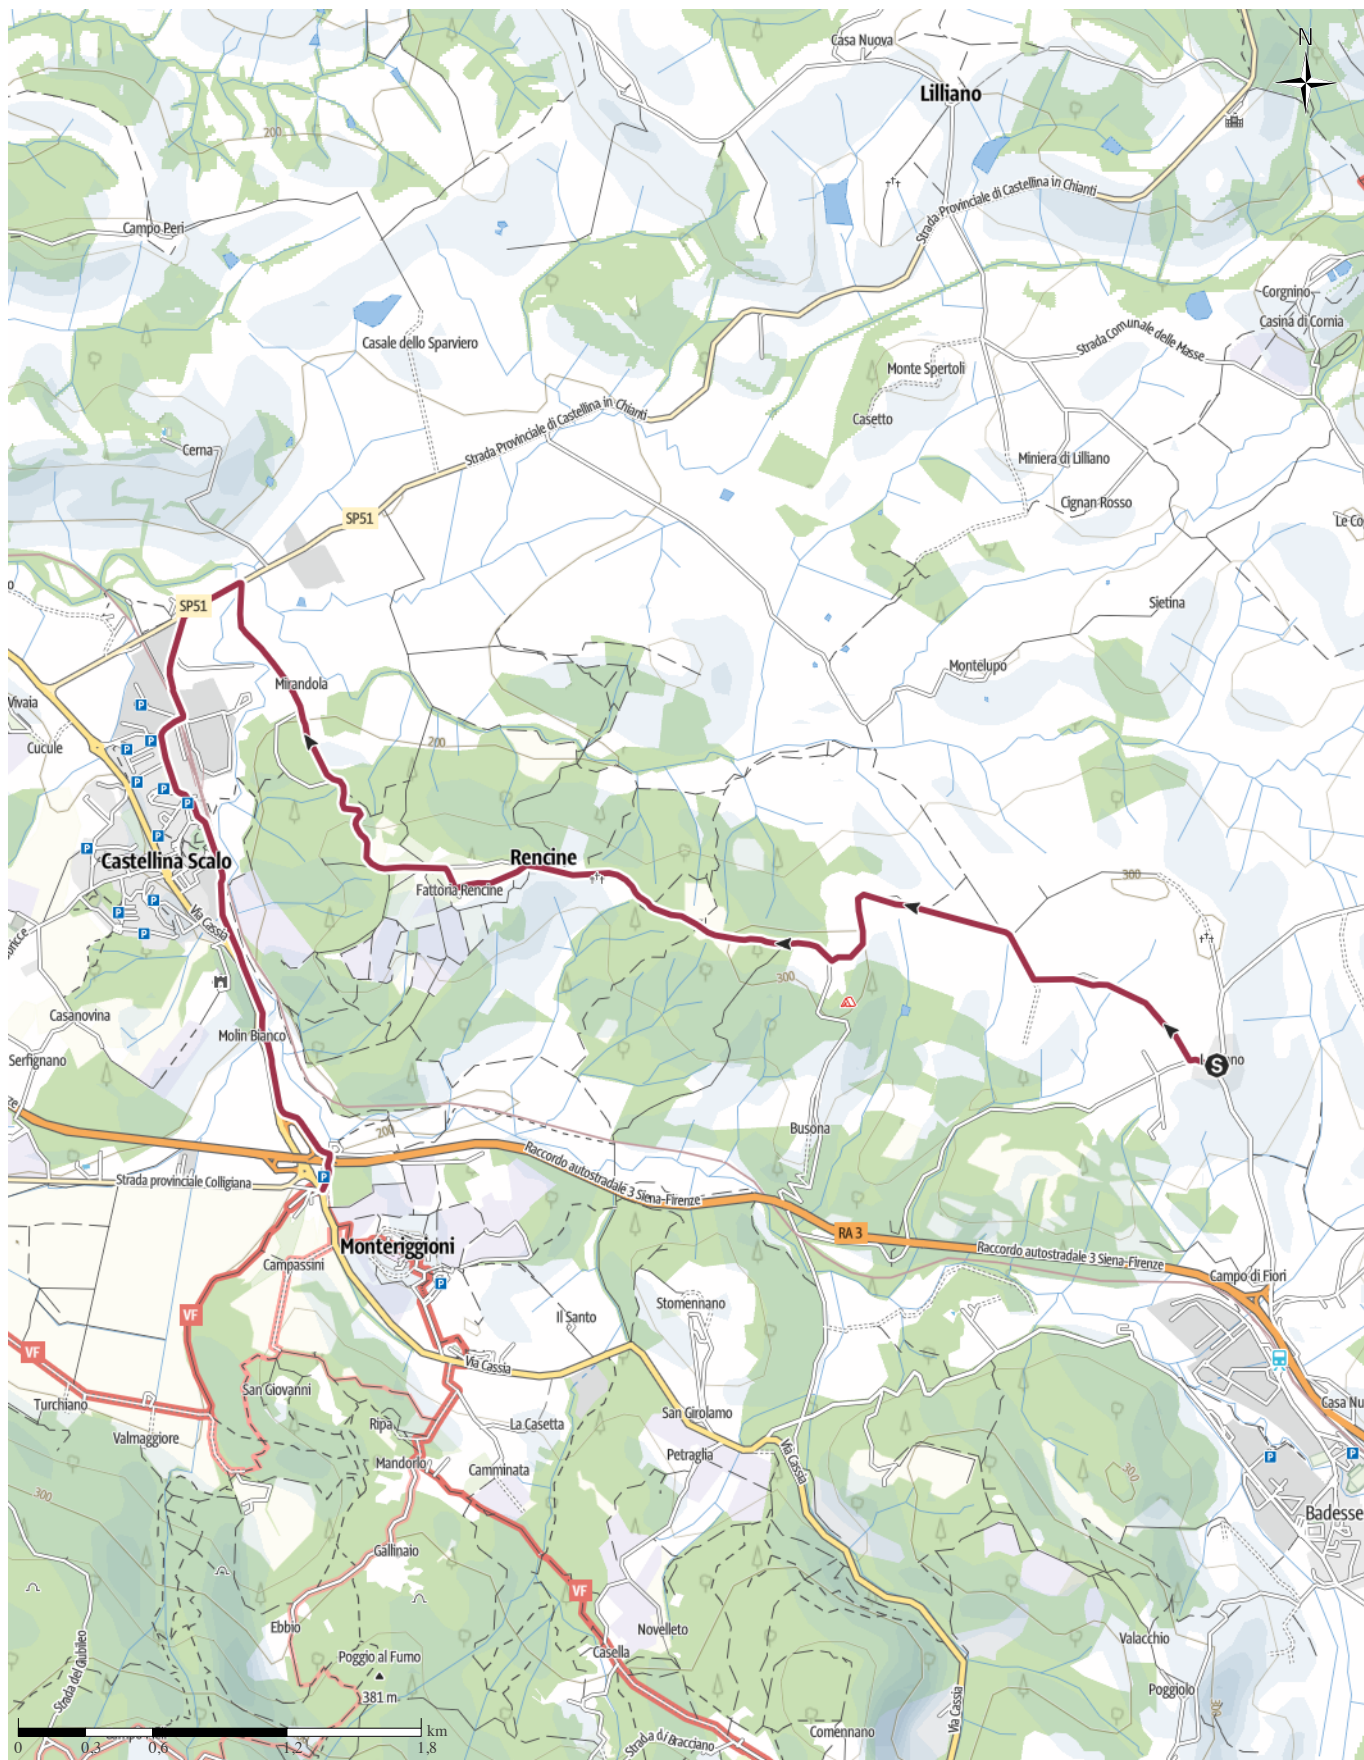 Casa Nuova
N
Lilliano
200
Strada Provinciale di Castellina in Chianti
Campo Peri
Corgnino
Casina di Cornia
Casale dello Sparviero
Strada Comunale delle Masse
Monte Spertoli
Strada Provinciale di Castellina in Chianti
Casetto
Cerna
Miniera di Lilliano
Cignan Rosso
SP51
Le Co
SP51
Sietina
Montelupo
Mirandola
Vivaia
200
Cucule
P
P
P
P
P
P
P
P
Castellina Scalo
Rencine
300
Fattoria Rencine
P
P
P
Via Cassia
300
Casanovina
Molin Bianco
Serfignano
S
Busona
200
Raccordo autostradale 3 Siena-Firenze
P
Strada provinciale Colligiana
RA 3
Monteriggioni
Raccordo autostradale 3 Siena-Firenze
Campassini
Campo di Fiori
P
Stomennano
VF
Il Santo
VF
Via Cassia
San Giovanni
Turchiano
Ripa
La Casetta
San Girolamo
Casa Nu
Valmaggiore
Petraglia
Via Cassia
Mandorlo
Camminata
P
P
300
300
Badesse
Gallinaio
VF
Ebbio
Novelleto
Valacchio
Strada del Giubileo
Poggio al Fumo
Casella
381 m
Poggiolo
Via Cassia
Comennano
Strada di Bracciano
km
0
0,3
0,6
1,2
1,8